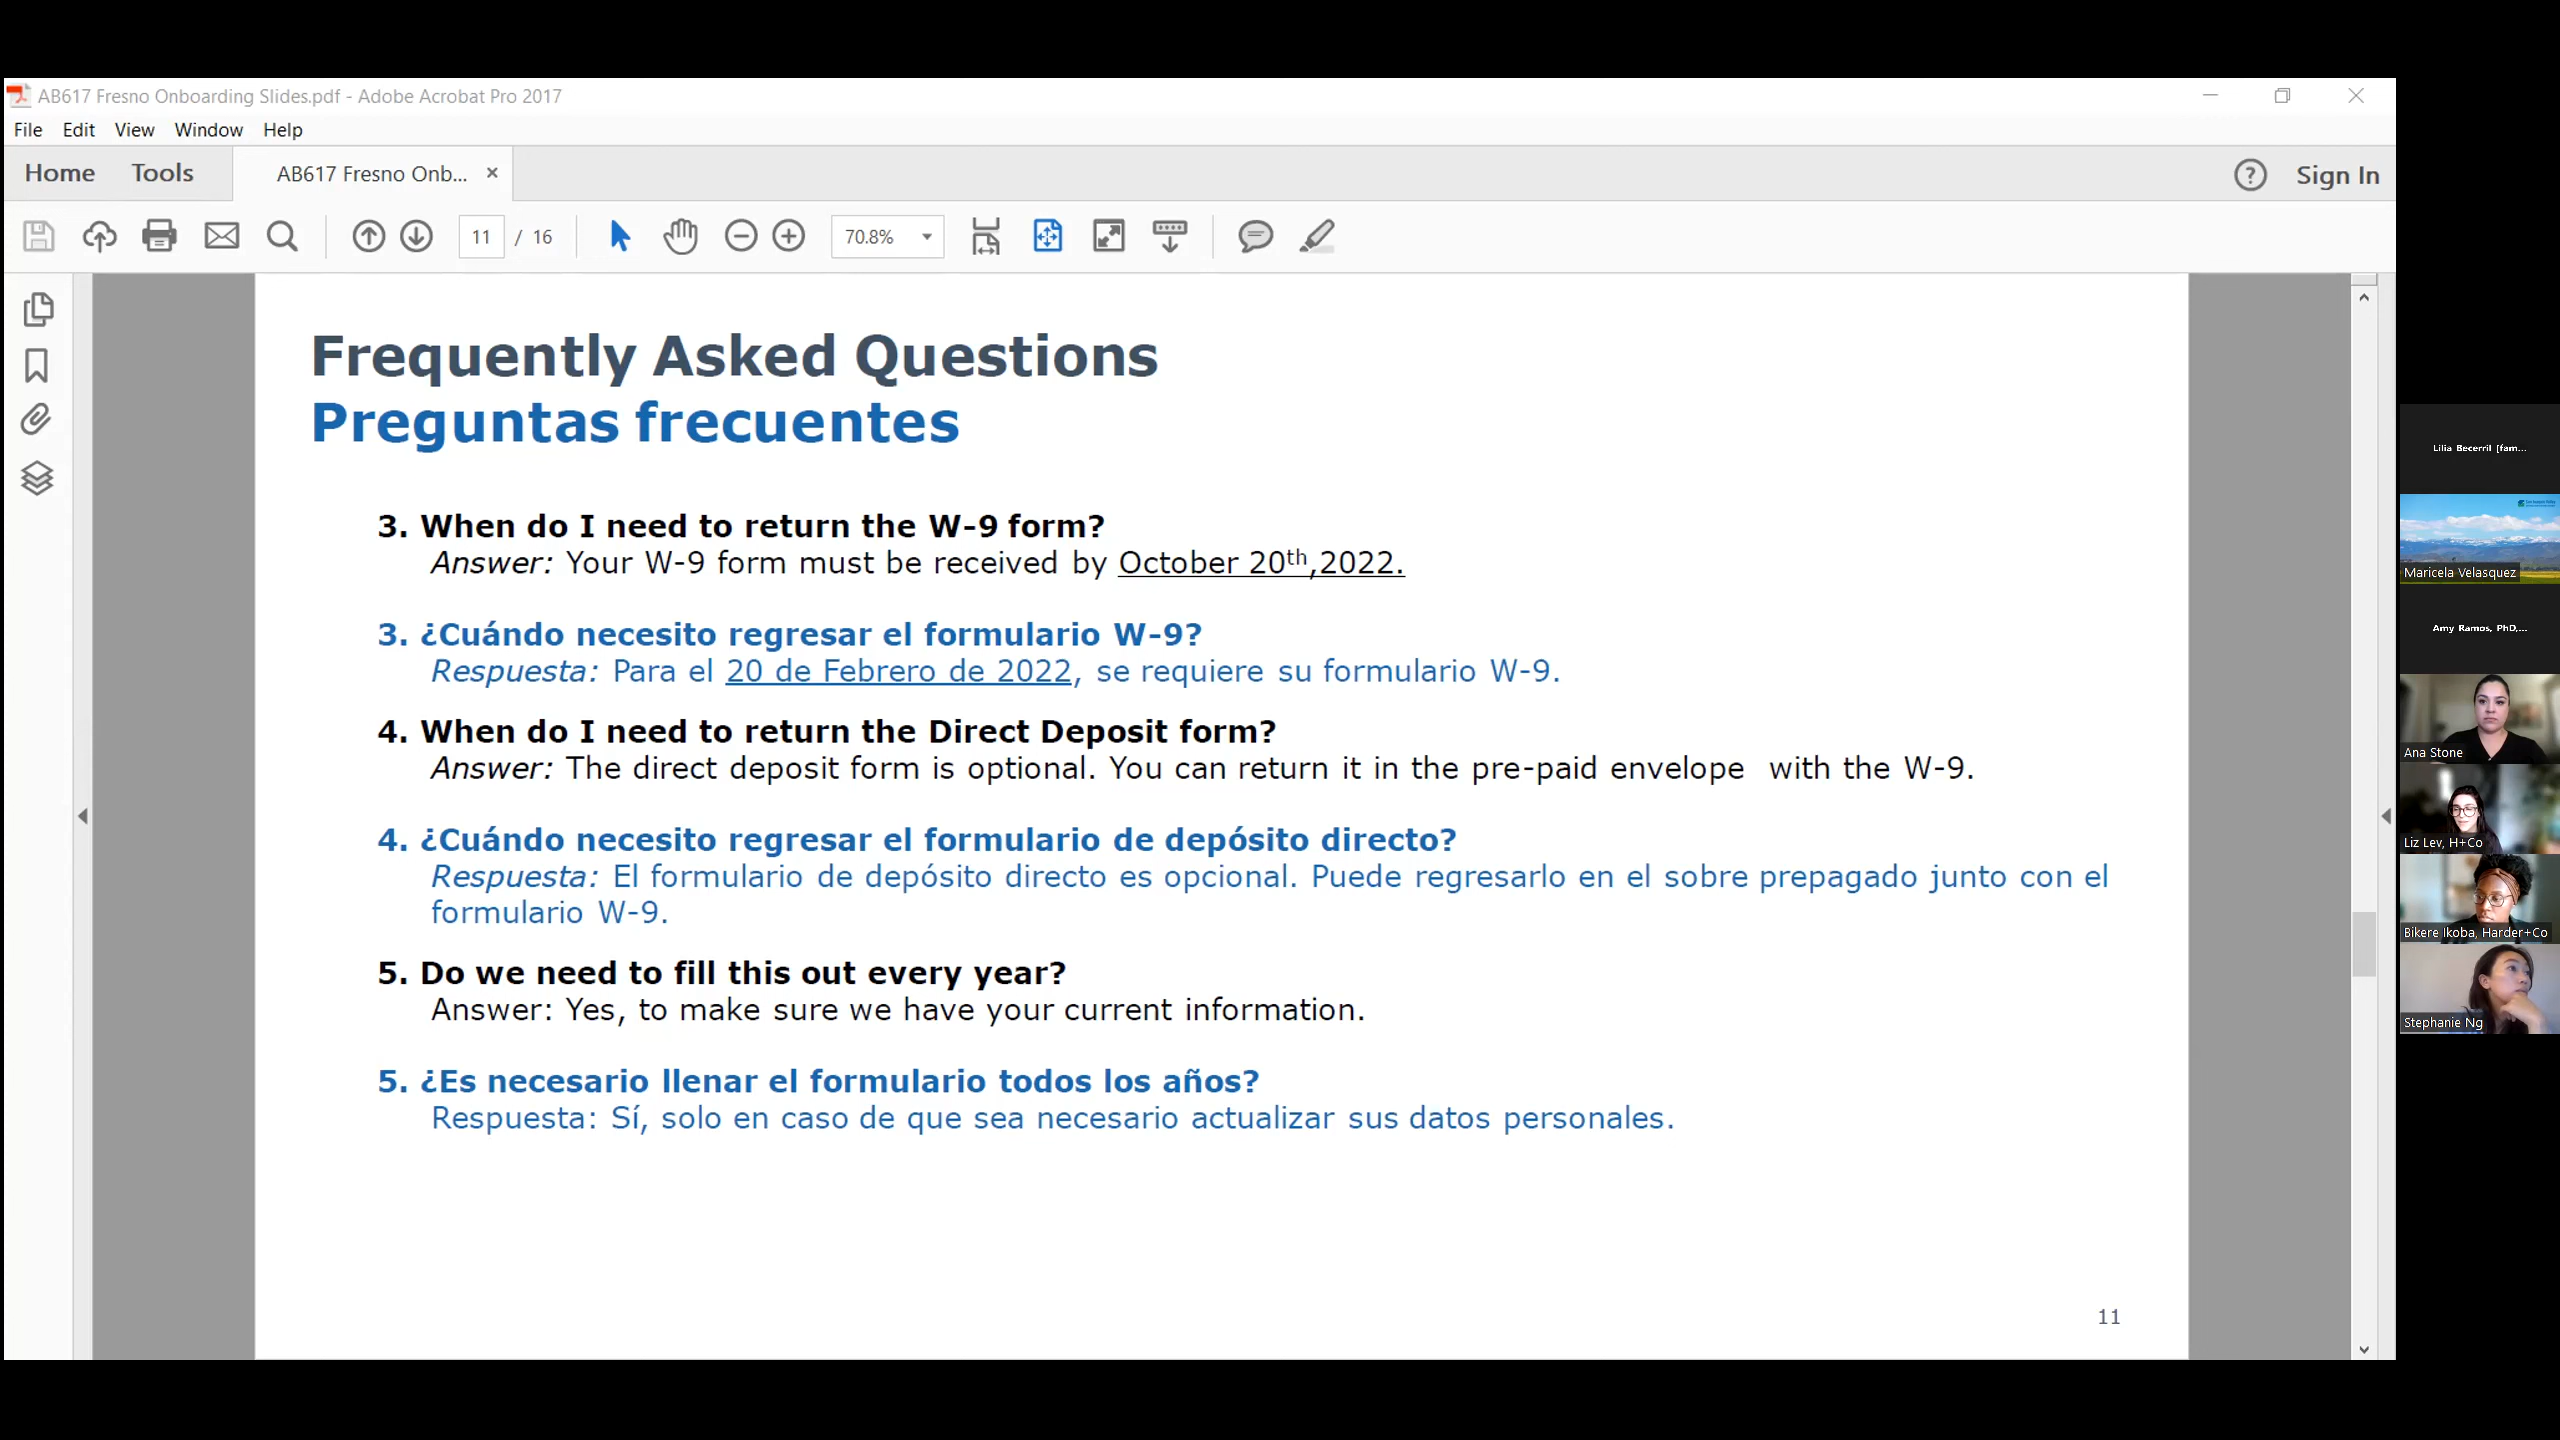 AB617 Fresno Onboarding Slides.pdf - Adobe Acrobat Pro 2017
File Edit View Window Help
Home Tools AB617 Fresno Onb... × ? Sign In
11 / 16 70.8%
Frequently Asked Questions
Preguntas frecuentes
3. When do I need to return the W-9 form?
Answer: Your W-9 form must be received by October 20th,2022.
3. ¿Cuándo necesito regresar el formulario W-9?
Respuesta: Para el 20 de Febrero de 2022, se requiere su formulario W-9.
4. When do I need to return the Direct Deposit form?
Answer: The direct deposit form is optional. You can return it in the pre-paid envelope with the W-9.
4. ¿Cuándo necesito regresar el formulario de depósito directo?
Respuesta: El formulario de depósito directo es opcional. Puede regresarlo en el sobre prepagado junto con el
formulario W-9.
5. Do we need to fill this out every year?
Answer: Yes, to make sure we have your current information.
5. ¿Es necesario llenar el formulario todos los años?
Respuesta: Sí, solo en caso de que sea necesario actualizar sus datos personales.
11
Lilia Becerril [fam...
Maricela Velasquez
Amy Ramos, PhD,...
Ana Stone
Liz Lev, H+Co
Bikere Ikoba, Harder+Co
Stephanie Ng